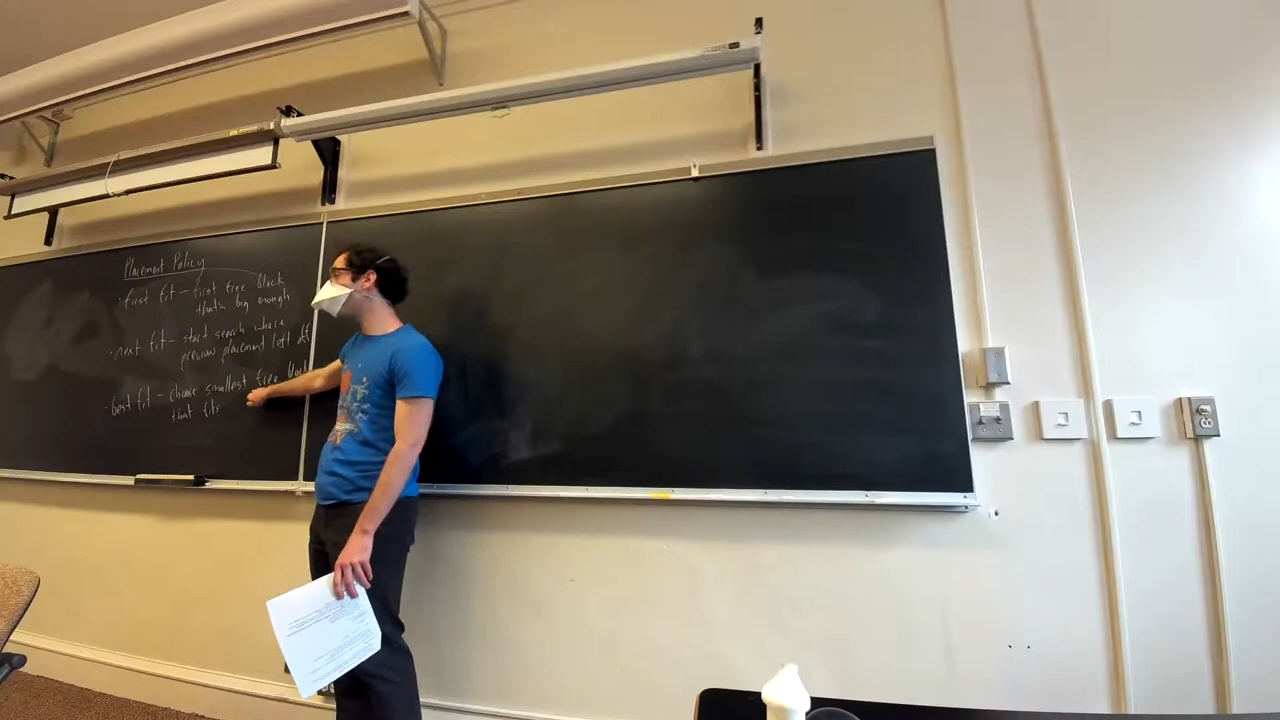 Placement Policy
· first fit – first free block
that's big enough
· next fit – start search where
previous placement left off
· best fit – choose smallest free block
that fits